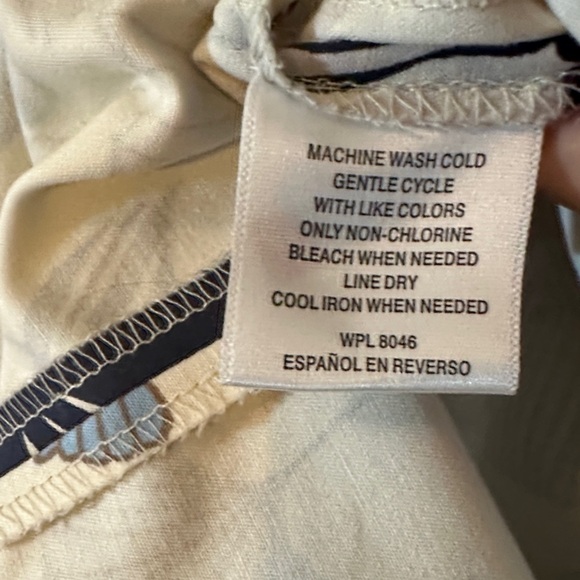 MACHINE WASH COLD
GENTLE CYCLE
WITH LIKE COLORS
ONLY NON-CHLORINE
BLEACH WHEN NEEDED
LINE DRY
COOL IRON WHEN NEEDED
WPL 8046
ESPAÑOL EN REVERSO